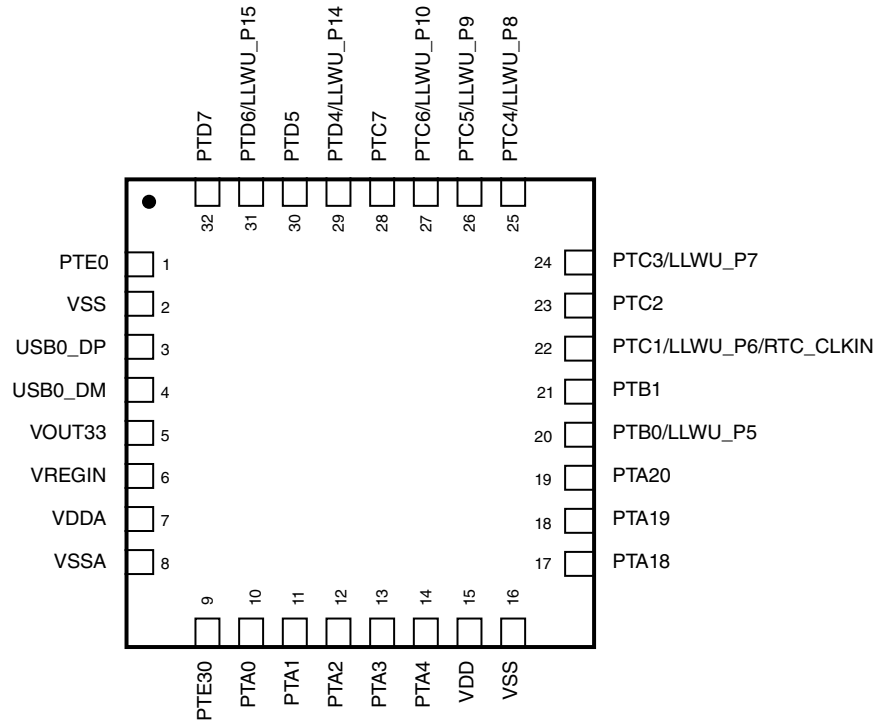 PTD7
PTD6/LLWU_P15
PTD5
PTD4/LLWU_P14
PTC7
PTC6/LLWU_P10
PTC5/LLWU_P9
PTC4/LLWU_P8
32
31
30
29
28
27
26
25
PTE0 1
VSS 2
USB0_DP 3
USB0_DM 4
VOUT33 5
VREGIN 6
VDDA 7
VSSA 8
24 PTC3/LLWU_P7
23 PTC2
22 PTC1/LLWU_P6/RTC_CLKIN
21 PTB1
20 PTB0/LLWU_P5
19 PTA20
18 PTA19
17 PTA18
9
10
11
12
13
14
15
16
PTE30
PTA0
PTA1
PTA2
PTA3
PTA4
VDD
VSS